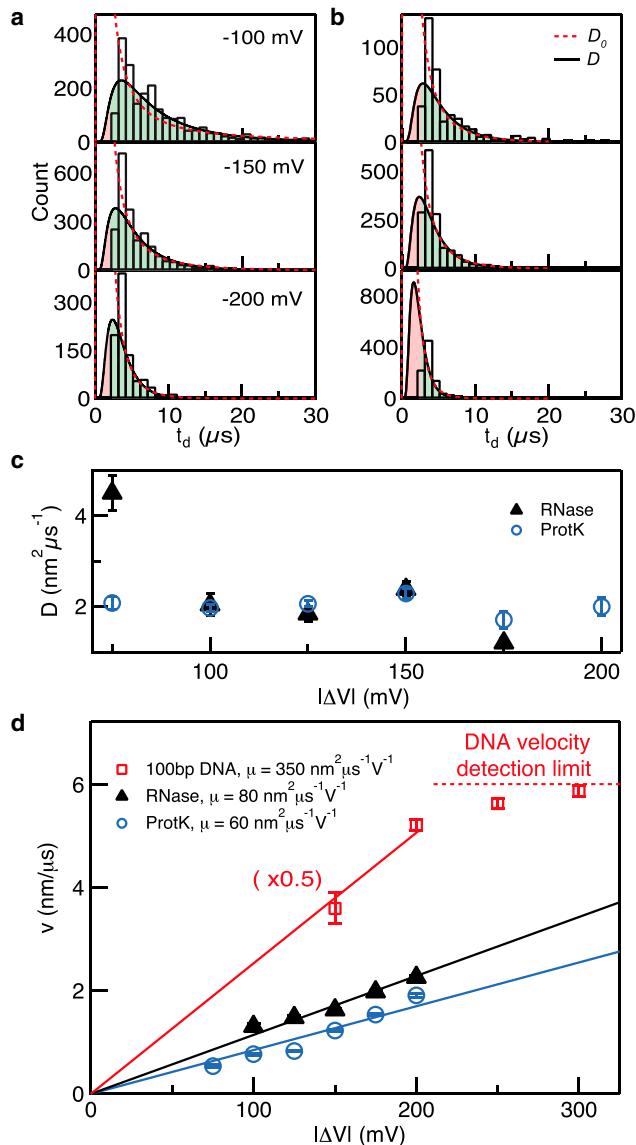 a
b
-100 mV
-150 mV
-200 mV
D₀
D
Count
400
200
0
600
300
0
300
150
0
0
10
20
30
t_d (μs)
100
50
0
500
250
0
800
400
0
0
10
20
30
t_d (μs)
c
RNase
ProtK
D (nm²μs⁻¹)
4
2
100
150
200
|ΔV| (mV)
d
100bp DNA, μ = 350 nm²μs⁻¹V⁻¹
RNase, μ = 80 nm²μs⁻¹V⁻¹
ProtK, μ = 60 nm²μs⁻¹V⁻¹
DNA velocity
detection limit
( x0.5)
v (nm/μs)
6
4
2
0
0
100
200
300
|ΔV| (mV)